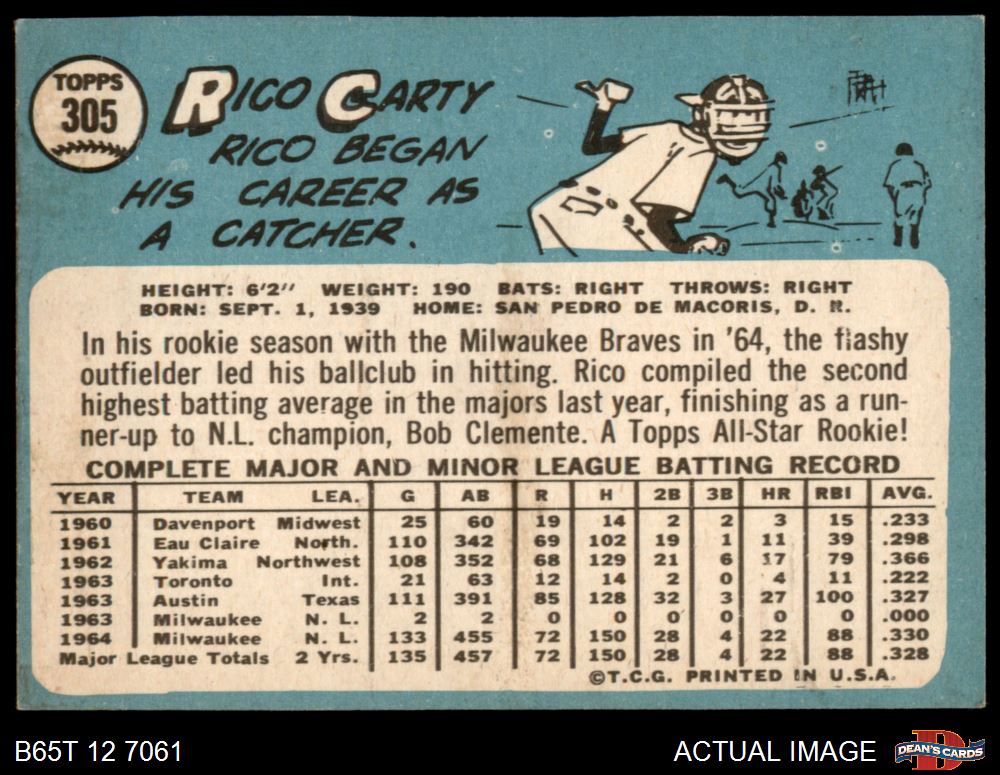 TOPPS
305
RICO CARTY
RICO BEGAN
HIS CAREER AS
A CATCHER.
HEIGHT: 6'2" WEIGHT: 190 BATS: RIGHT THROWS: RIGHT
BORN: SEPT. 1, 1939 HOME: SAN PEDRO DE MACORIS, D. R.
In his rookie season with the Milwaukee Braves in '64, the flashy
outfielder led his ballclub in hitting. Rico compiled the second
highest batting average in the majors last year, finishing as a run-
ner-up to N.L. champion, Bob Clemente. A Topps All-Star Rookie!
COMPLETE MAJOR AND MINOR LEAGUE BATTING RECORD
YEAR TEAM LEA. G AB R H 2B 3B HR RBI AVG.
1960 Davenport Midwest 25 60 19 14 2 2 3 15 .233
1961 Eau Claire North. 110 342 69 102 19 1 11 39 .298
1962 Yakima Northwest 108 352 68 129 21 6 17 79 .366
1963 Toronto Int. 21 63 12 14 2 0 4 11 .222
1963 Austin Texas 111 391 85 128 32 3 27 100 .327
1963 Milwaukee N. L. 2 2 0 0 0 0 0 0 .000
1964 Milwaukee N. L. 133 455 72 150 28 4 22 88 .330
Major League Totals 2 Yrs. 135 457 72 150 28 4 22 88 .328
©T.C.G. PRINTED IN U.S.A.
B65T 12 7061
ACTUAL IMAGE
D
DEAN'S CARDS